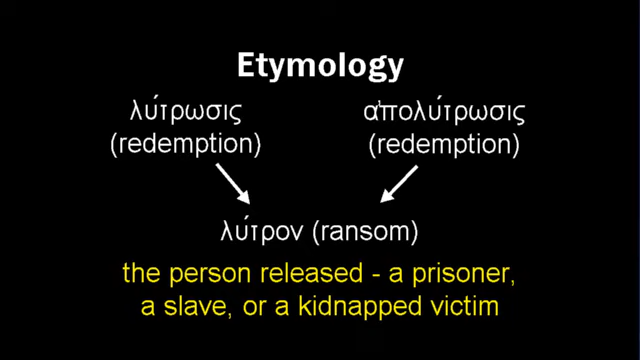 Etymology
λύτρωσις ἀπολύτρωσις
(redemption) (redemption)
λύτρον (ransom)
the person released - a prisoner,
a slave, or a kidnapped victim